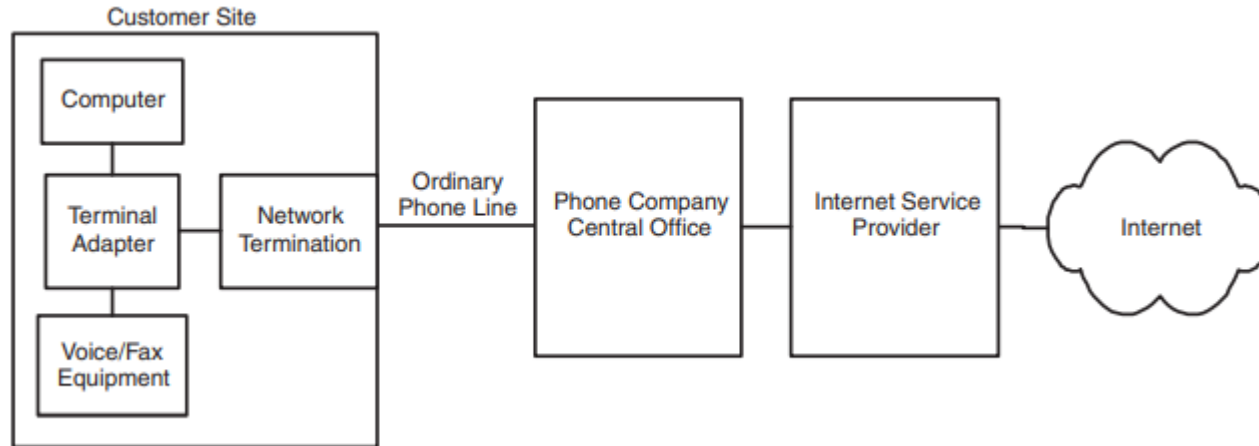 Customer Site
Computer
Terminal
Adapter
Network
Termination
Voice/Fax
Equipment
Ordinary
Phone Line
Phone Company
Central Office
Internet Service
Provider
Internet